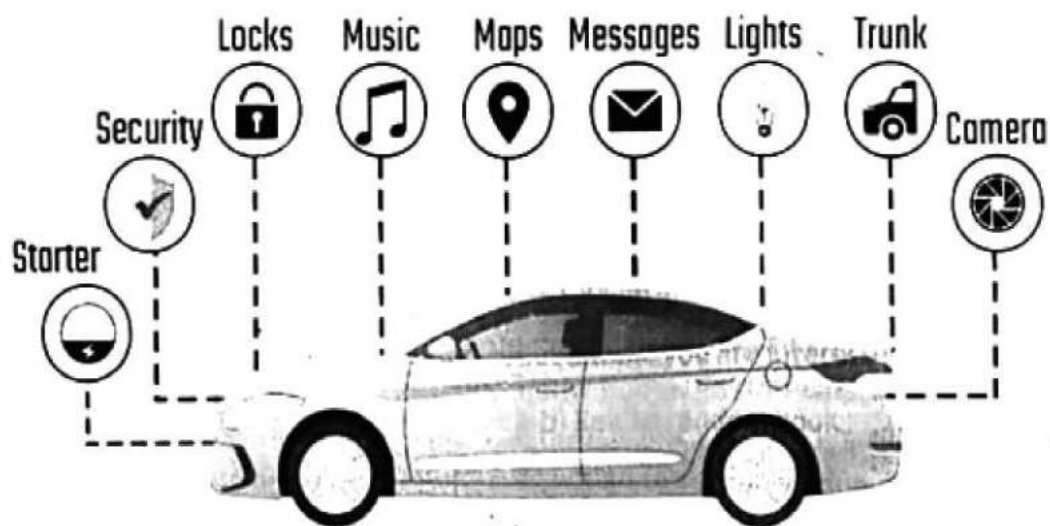 Locks
Music
Maps
Messages
Lights
Trunk
Security
Camera
Starter